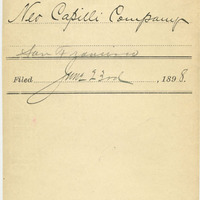 Neo Capilli Company
San Francisco
Filed June 23rd, 1898.